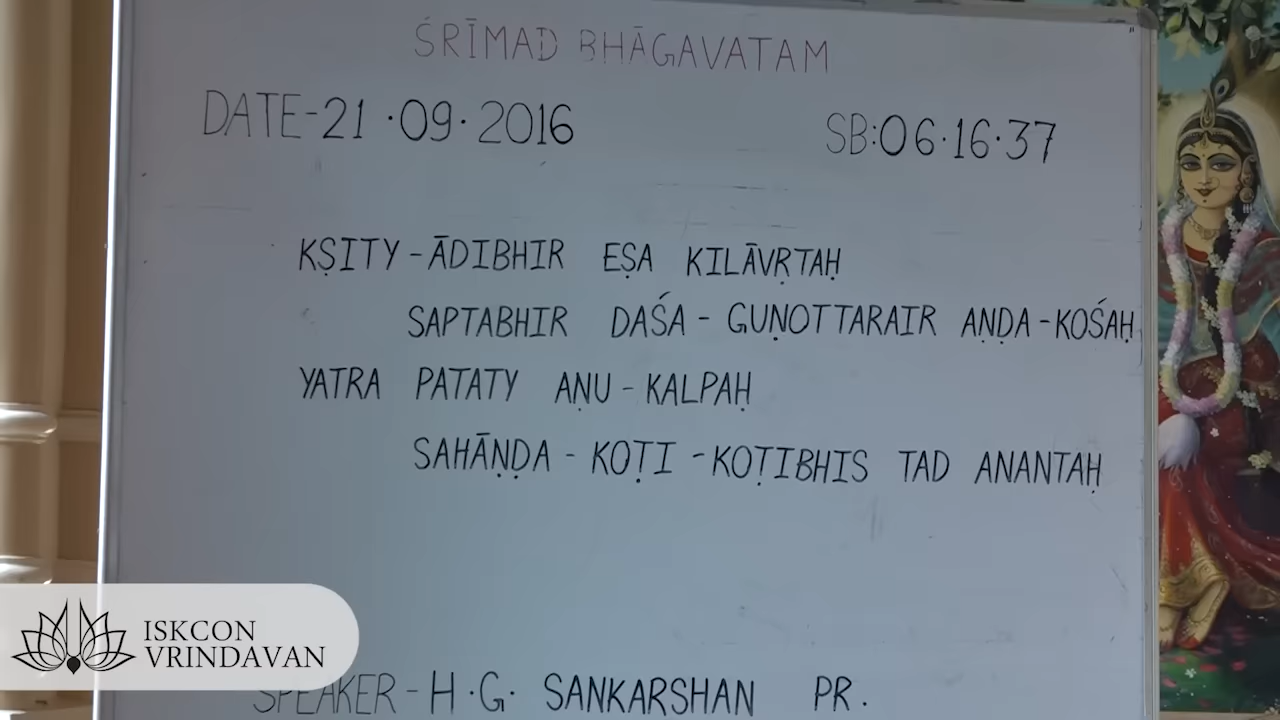 ŚRĪMAD BHĀGAVATAM
DATE-21·09·2016 SB:06·16·37
KṢITY-ĀDIBHIR EṢA KILĀVṚTAḤ
SAPTABHIR DAŚA-GUṆOTTARAIR AṆḌA-KOŚAḤ
YATRA PATATY AṆU-KALPAḤ
SAHĀṆḌA-KOṬI-KOṬIBHIS TAD ANANTAḤ
SPEAKER-H.G. SANKARSHAN PR.
ISKCON
VRINDAVAN